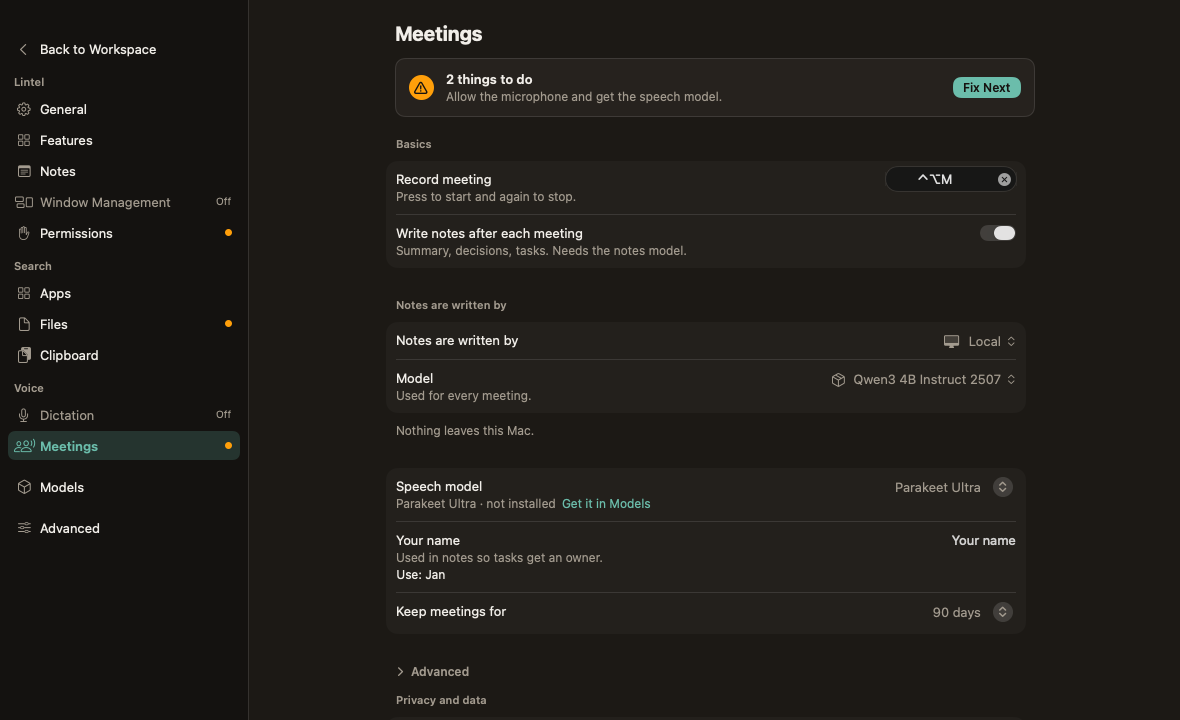 Back to Workspace
Lintel
General
Features
Notes
Window Management Off
Permissions
Search
Apps
Files
Clipboard
Voice
Dictation Off
Meetings
Models
Advanced
Meetings
2 things to do
Allow the microphone and get the speech model.
Fix Next
Basics
Record meeting
Press to start and again to stop.
⌃⌥M
Write notes after each meeting
Summary, decisions, tasks. Needs the notes model.
Notes are written by
Notes are written by
Local
Model
Used for every meeting.
Qwen3 4B Instruct 2507
Nothing leaves this Mac.
Speech model
Parakeet Ultra · not installed Get it in Models
Parakeet Ultra
Your name
Used in notes so tasks get an owner.
Use: Jan
Your name
Keep meetings for
90 days
Advanced
Privacy and data